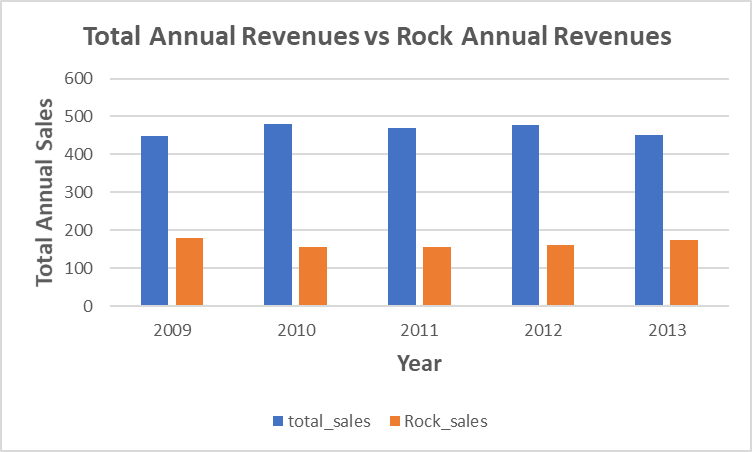 Total Annual Revenues vs Rock Annual Revenues
Total Annual Sales
600
500
400
300
200
100
0
2009 2010 2011 2012 2013
Year
total_sales Rock_sales